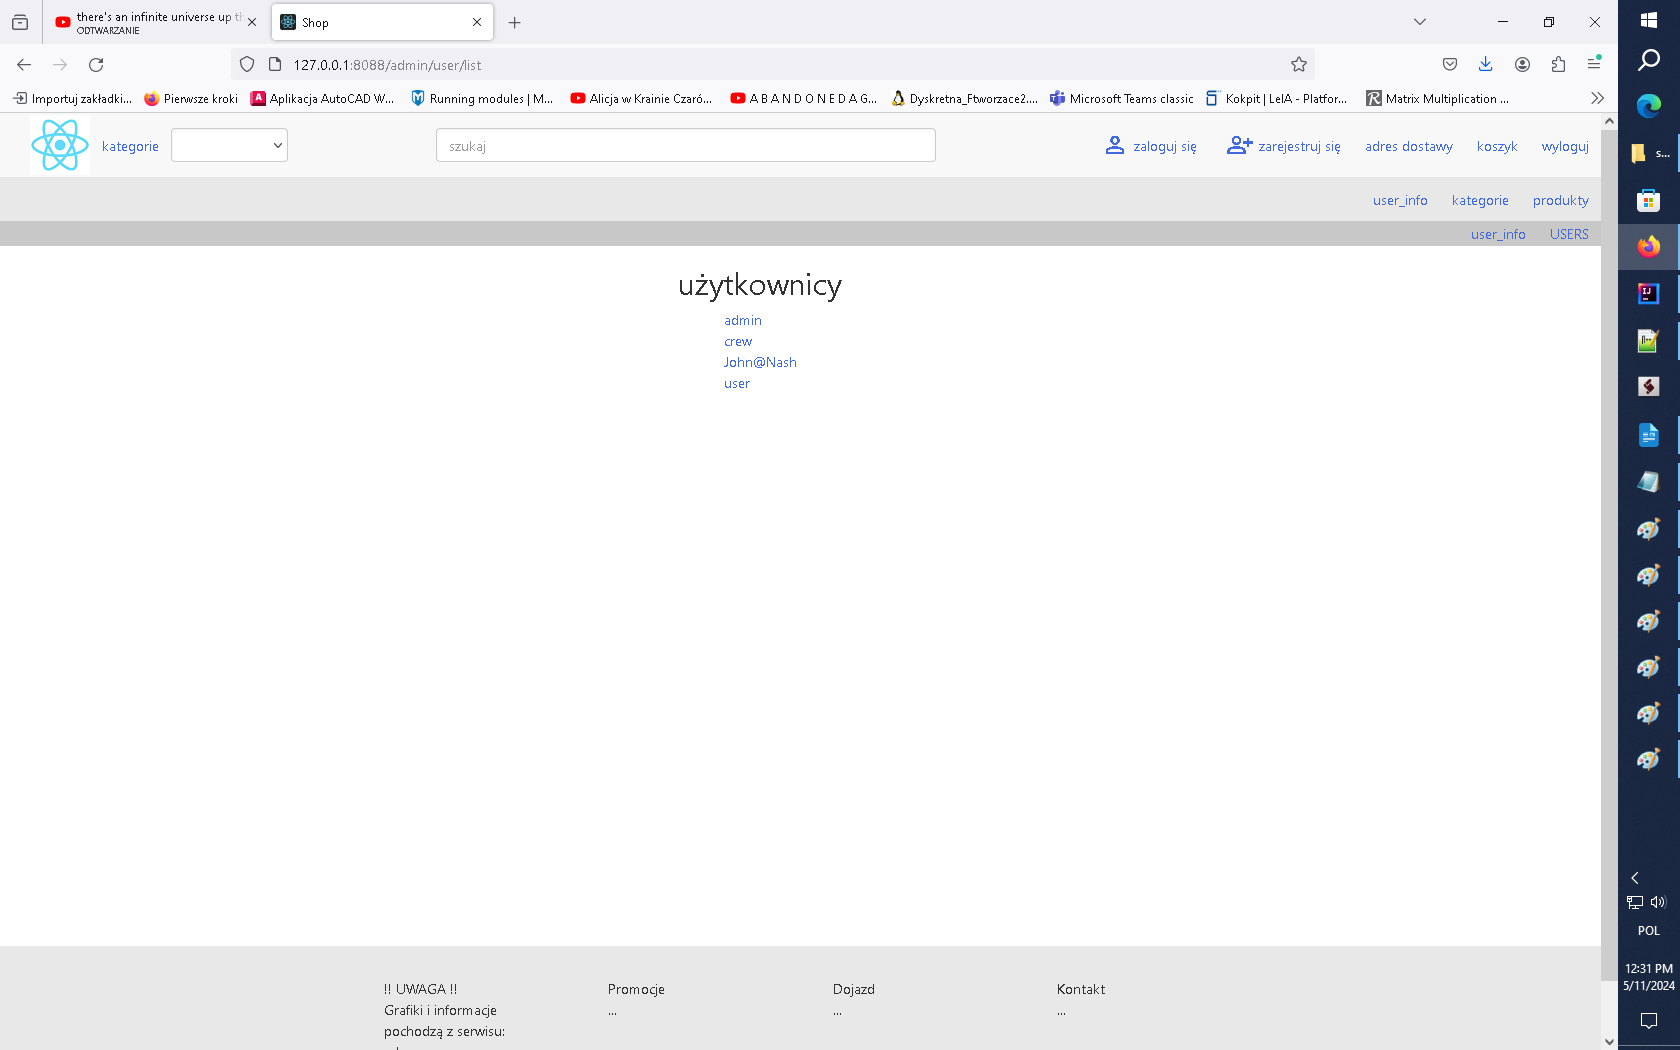 there's an infinite universe up th
ODTWARZANIE
Shop
127.0.0.1:8088/admin/user/list
Importuj zakładki...
Pierwsze kroki
Aplikacja AutoCAD W...
Running modules | M...
Alicja w Krainie Czaró...
A B A N D O N E D A G...
Dyskretna_Ftworzace2....
Microsoft Teams classic
Kokpit | LeIA - Platfor...
Matrix Multiplication ...
kategorie
szukaj
zaloguj się
zarejestruj się
adres dostawy
koszyk
wyloguj
user_info
kategorie
produkty
user_info
USERS
użytkownicy
admin
crew
John@Nash
user
!! UWAGA !!
Grafiki i informacje
pochodzą z serwisu:
Promocje
...
Dojazd
...
Kontakt
...
s...
POL
12:31 PM
5/11/2024